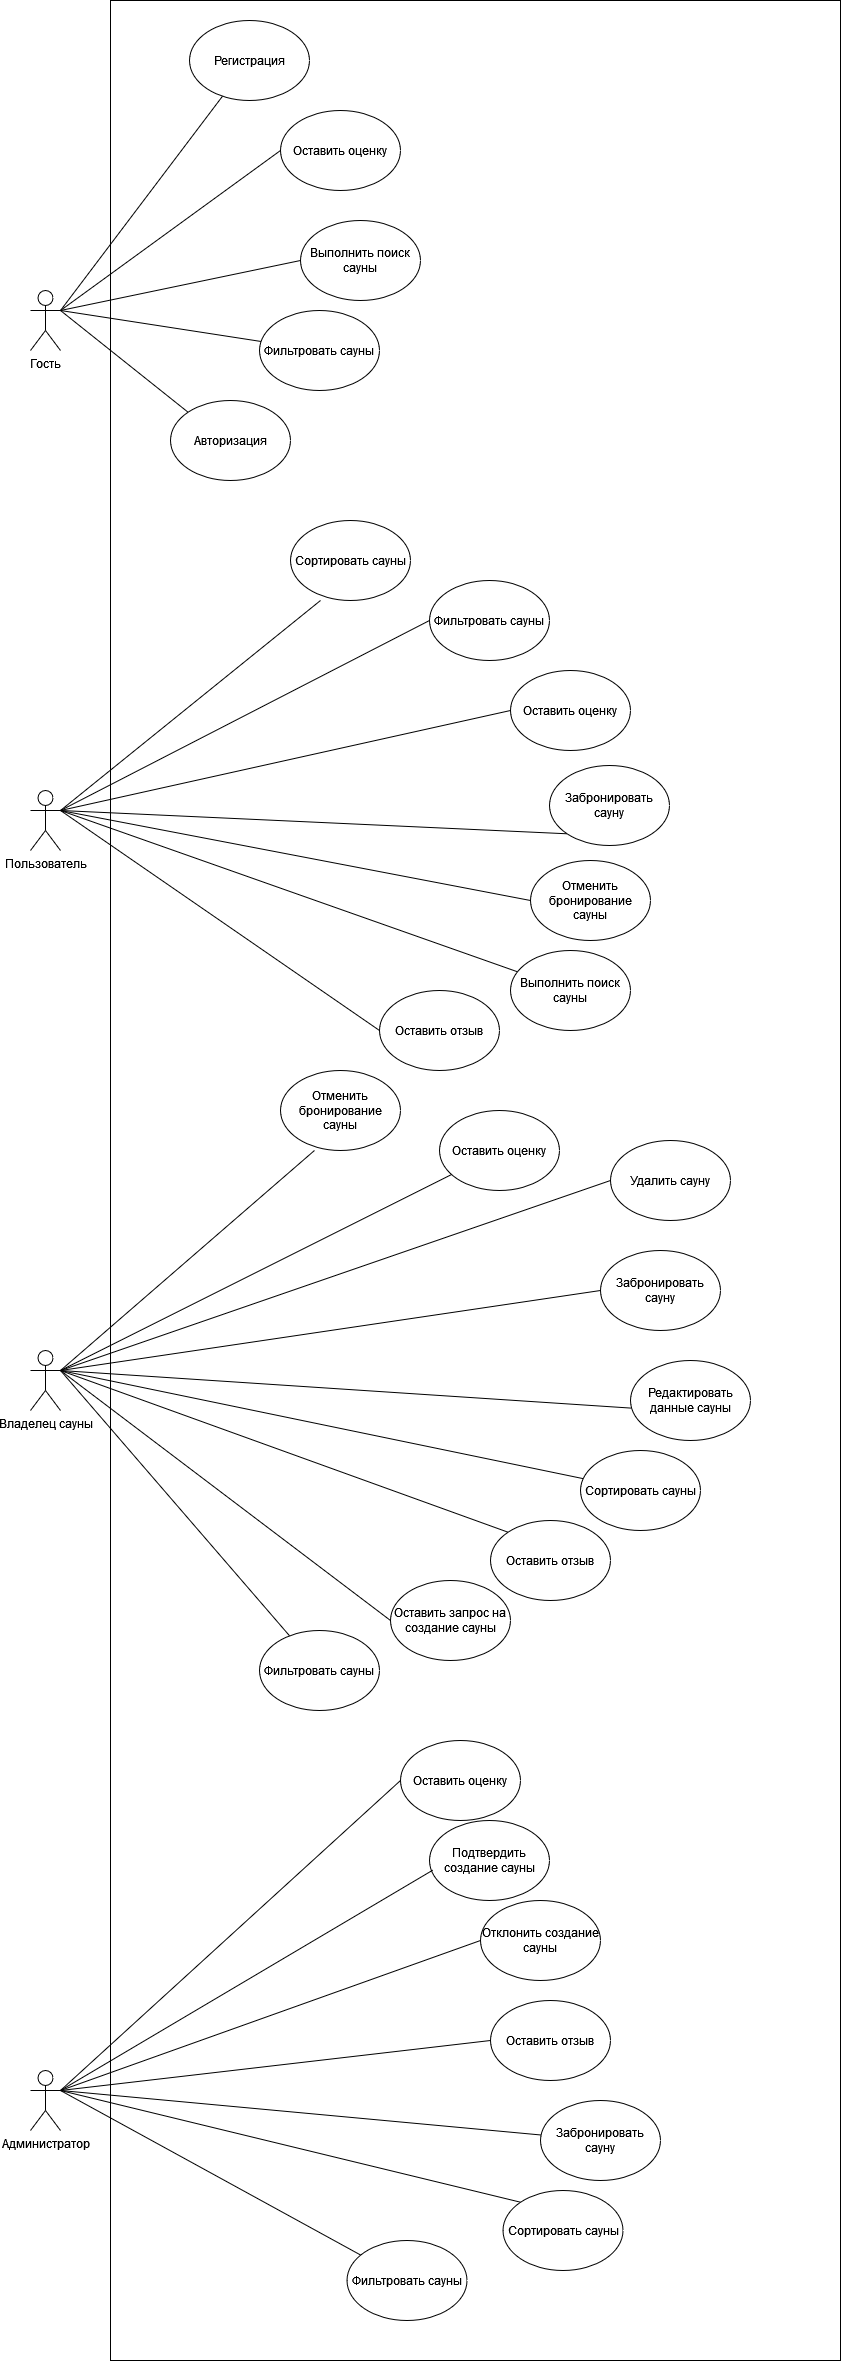 Регистрация
Оставить оценку
Выполнить поиск
сауны
Фильтровать сауны
Гость
Авторизация
Сортировать сауны
Фильтровать сауны
Оставить оценку
Забронировать
сауну
Пользователь
Отменить
бронирование
сауны
Выполнить поиск
сауны
Оставить отзыв
Отменить
бронирование
сауны
Оставить оценку
Удалить сауну
Забронировать
сауну
Редактировать
данные сауны
Владелец сауны
Сортировать сауны
Оставить отзыв
Оставить запрос на
создание сауны
Фильтровать сауны
Оставить оценку
Подтвердить
создание сауны
Отклонить создание
сауны
Оставить отзыв
Забронировать
сауну
Администратор
Сортировать сауны
Фильтровать сауны